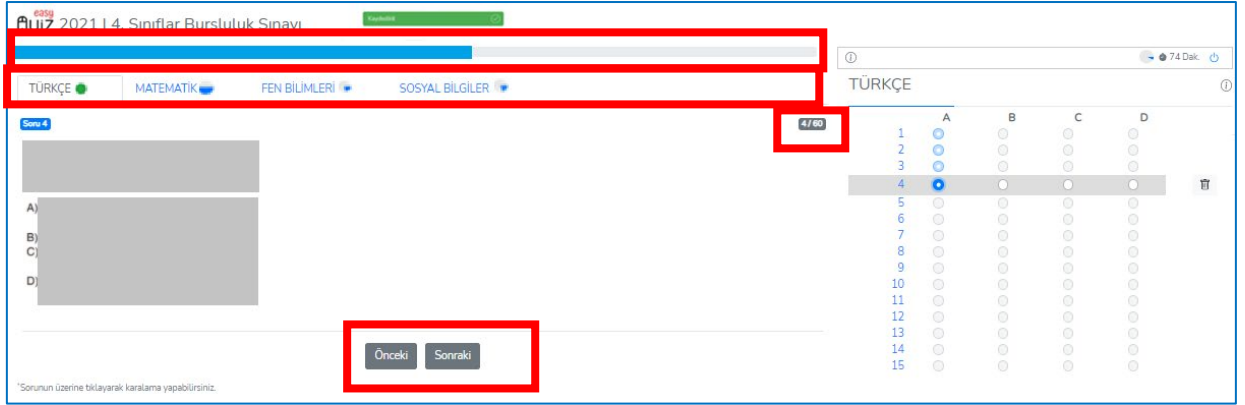 easy
QUIZ 2021 | 4. Sınıflar Bursluluk Sınavı
Kaydedildi
74 Dak.
TÜRKÇE
MATEMATİK
FEN BİLİMLERİ
SOSYAL BİLGİLER
TÜRKÇE
Soru 4
4 / 60
A)
B)
C)
D)
Önceki
Sonraki
*Sorunun üzerine tıklayarak karalama yapabilirsiniz.
A B C D
1
2
3
4
5
6
7
8
9
10
11
12
13
14
15